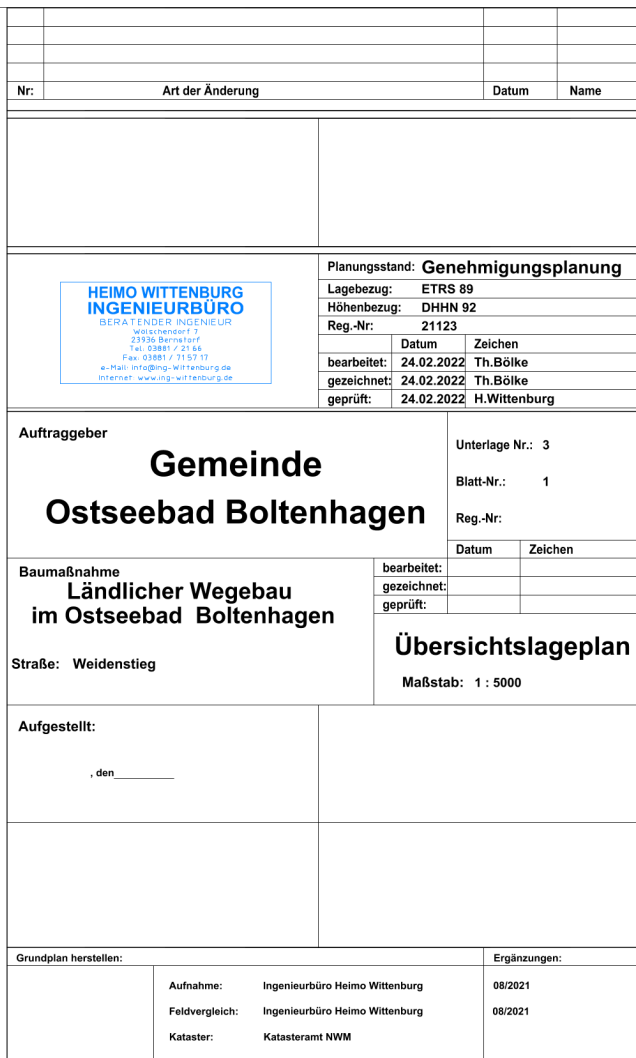 Nr: Art der Änderung Datum Name
HEIMO WITTENBURG
INGENIEURBÜRO
BERATENDER INGENIEUR
Wolschendorf 7
23936 Bernstorf
Tel: 03881 / 21 66
Fax: 03881 / 71 57 17
e-Mail: Info@ing-Wittenburg.de
Internet: www.ing-wittenburg.de
Planungsstand: Genehmigungsplanung
Lagebezug: ETRS 89
Höhenbezug: DHHN 92
Reg.-Nr: 21123
Datum Zeichen
bearbeitet: 24.02.2022 Th.Bölke
gezeichnet: 24.02.2022 Th.Bölke
geprüft: 24.02.2022 H.Wittenburg
Auftraggeber
Gemeinde
Ostseebad Boltenhagen
Unterlage Nr.: 3
Blatt-Nr.: 1
Reg.-Nr:
Datum Zeichen
bearbeitet:
gezeichnet:
geprüft:
Baumaßnahme
Ländlicher Wegebau
im Ostseebad Boltenhagen
Straße: Weidenstieg
Übersichtslageplan
Maßstab: 1 : 5000
Aufgestellt:
, den__________
Grundplan herstellen: Ergänzungen:
Aufnahme: Ingenieurbüro Heimo Wittenburg 08/2021
Feldvergleich: Ingenieurbüro Heimo Wittenburg 08/2021
Kataster: Katasteramt NWM